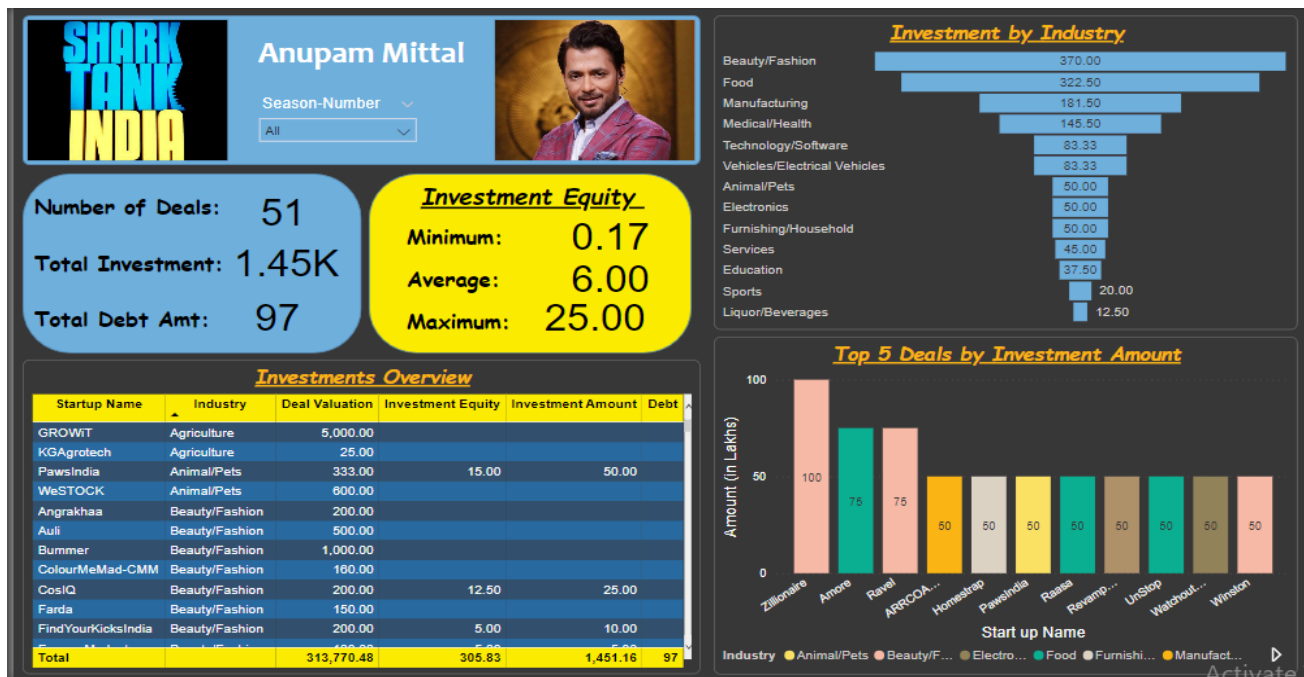 SHARK
TANK
INDIA
Anupam Mittal
Season-Number
All
Number of Deals: 51
Total Investment: 1.45K
Total Debt Amt: 97
Investment Equity
Minimum: 0.17
Average: 6.00
Maximum: 25.00
Investments Overview
Startup Name Industry Deal Valuation Investment Equity Investment Amount Debt
GROWiT Agriculture 5,000.00
KGAgrotech Agriculture 25.00
PawsIndia Animal/Pets 333.00 15.00 50.00
WeSTOCK Animal/Pets 600.00
Angrakhaa Beauty/Fashion 200.00
Auli Beauty/Fashion 500.00
Bummer Beauty/Fashion 1,000.00
ColourMeMad-CMM Beauty/Fashion 160.00
CosIQ Beauty/Fashion 200.00 12.50 25.00
Farda Beauty/Fashion 150.00
FindYourKicksIndia Beauty/Fashion 200.00 5.00 10.00
Total 313,770.48 305.83 1,451.16 97
Investment by Industry
Beauty/Fashion 370.00
Food 322.50
Manufacturing 181.50
Medical/Health 145.50
Technology/Software 83.33
Vehicles/Electrical Vehicles 83.33
Animal/Pets 50.00
Electronics 50.00
Furnishing/Household 50.00
Services 45.00
Education 37.50
Sports 20.00
Liquor/Beverages 12.50
Top 5 Deals by Investment Amount
Amount (in Lakhs)
100
50
0
100 75 75 50 50 50 50 50 50 50 50
Zillionaire Amore Ravel ARRCOA... Homestrap PawsIndia Raasa Revamp... UnStop Watchout... Winston
Start up Name
Industry Animal/Pets Beauty/F... Electro... Food Furnishi... Manufact...
Activate